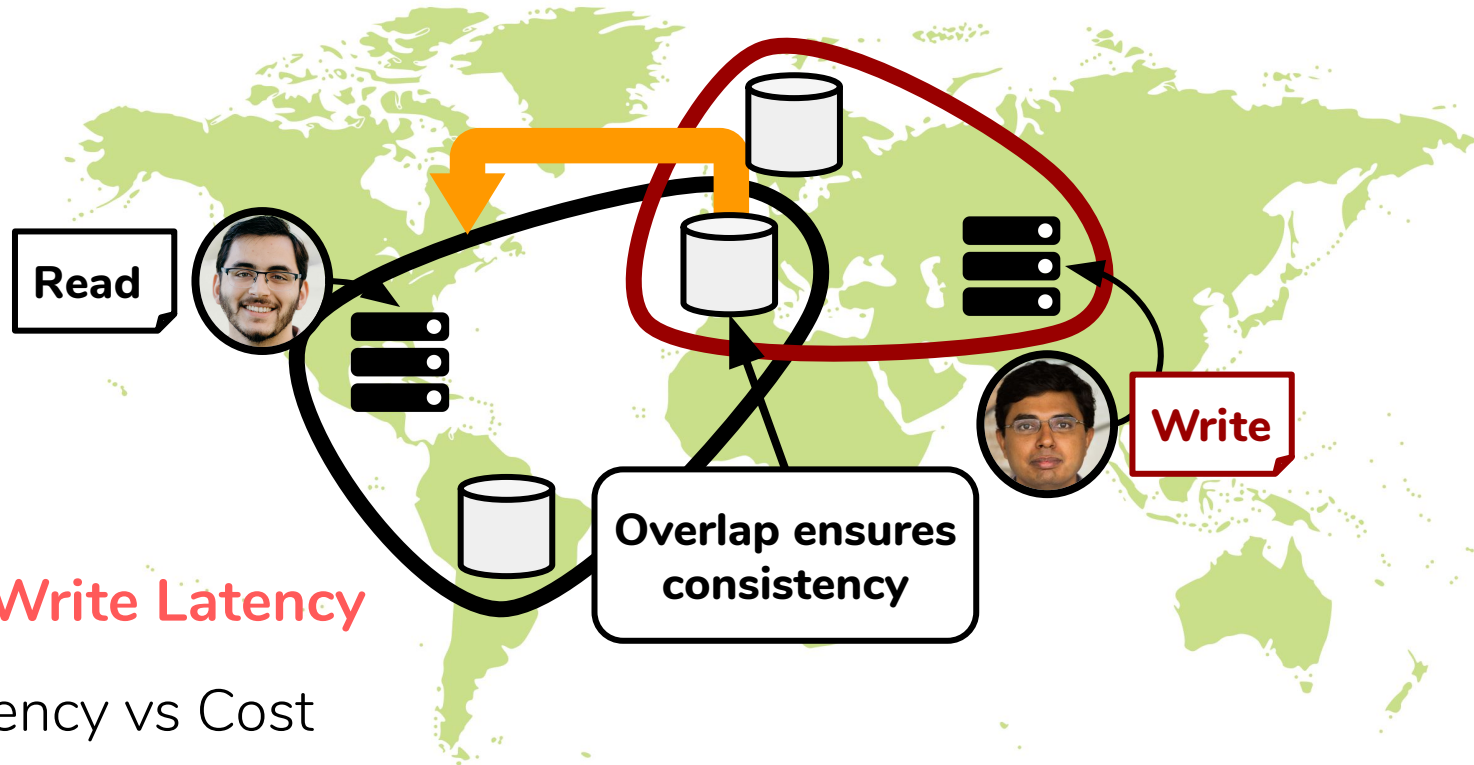 Read
Write
Overlap ensures
consistency
Write Latency
ency vs Cost